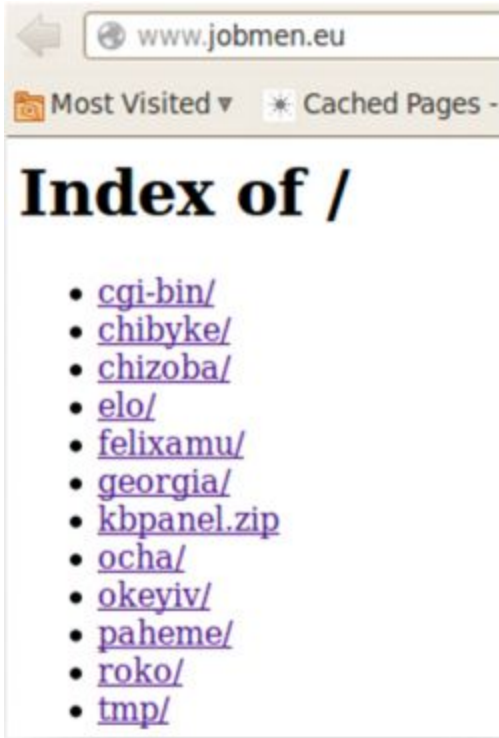 www.jobmen.eu
Most Visited Cached Pages -
Index of /
cgi-bin/
chibyke/
chizoba/
elo/
felixamu/
georgia/
kbpanel.zip
ocha/
okeyiv/
paheme/
roko/
tmp/